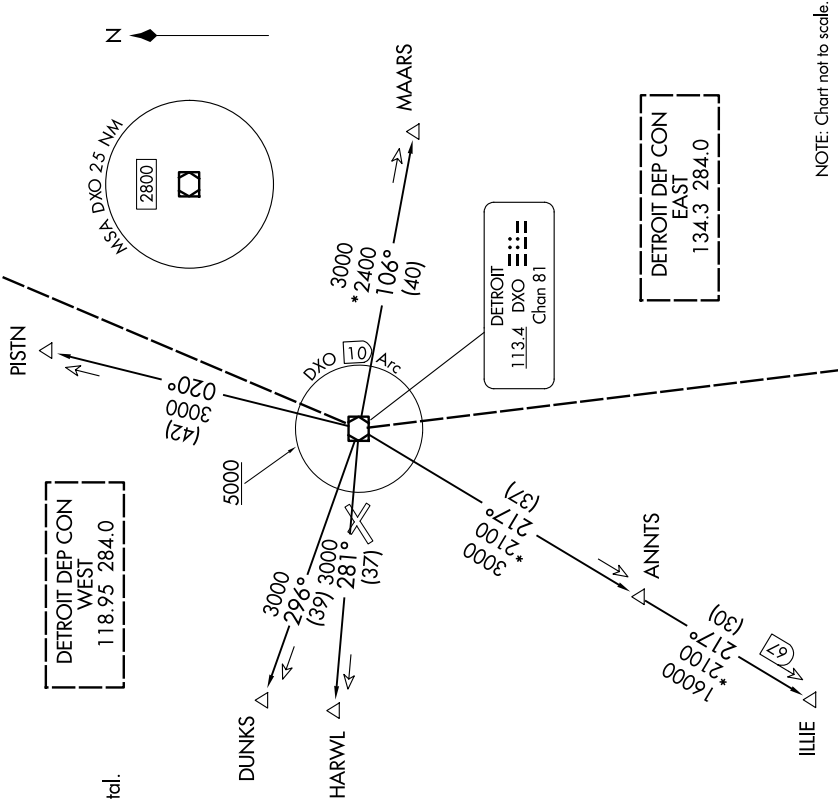 N
MSA DXO 25 NM
2800
PISTN
020°
3000
(42)
MAARS
3000
*2400
106°
(40)
DXO 10 Arc
5000
DETROIT
113.4 DXO
Chan 81
DETROIT DEP CON
WEST
118.95 284.0
DETROIT DEP CON
EAST
134.3 284.0
3000
296°
(39)
DUNKS
3000
281°
(37)
HARWL
(37)
217°
*2100
3000
ANNTS
(30)
217°
*2100
16000
67
ILLIE
tal.
NOTE: Chart not to scale.